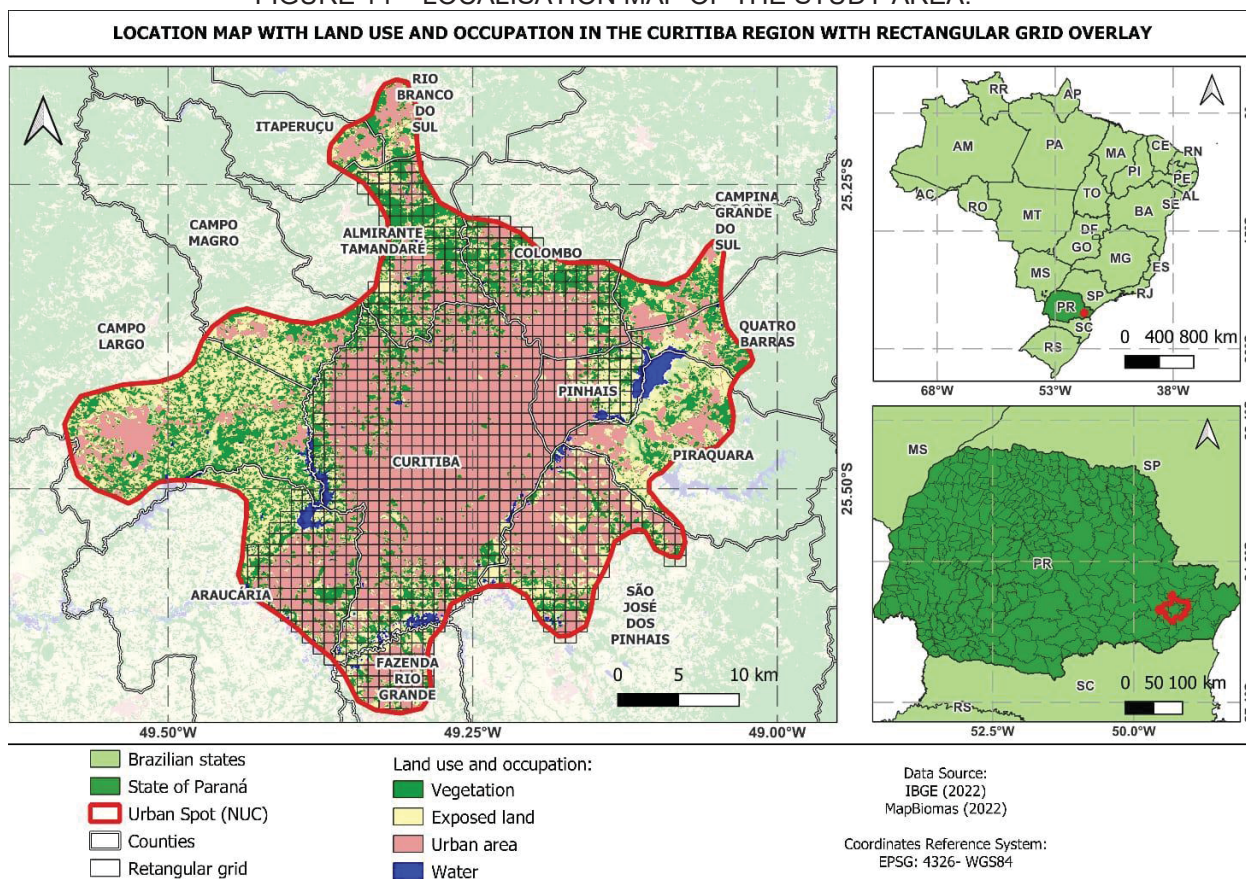 FIGURE 11 - LOCALISATION MAP OF THE STUDY AREA.
LOCATION MAP WITH LAND USE AND OCCUPATION IN THE CURITIBA REGION WITH RECTANGULAR GRID OVERLAY
RIO
BRANCO
DO
SUL
ITAPERUÇU
CAMPO
MAGRO
ALMIRANTE
TAMANDARÉ
COLOMBO
CAMPINA
GRANDE
DO
SUL
CAMPO
LARGO
QUATRO
BARRAS
PINHAIS
CURITIBA
PIRAQUARA
ARAUCÁRIA
SÃO
JOSÉ
DOS
PINHAIS
FAZENDA
RIO
GRANDE
0 5 10 km
25.25°S
25.50°S
49.50°W 49.25°W 49.00°W
RR
AP
AM
PA
MA
CE
RN
PI
PE
AC
TO
AL
RO
SE
MT
BA
DF
GO
MG
ES
MS
SP
RJ
PR
SC
RS
0 400 800 km
68°W 53°W 38°W
MS
SP
PR
SC
RS
0 50 100 km
52.5°W 50.0°W
Brazilian states
State of Paraná
Urban Spot (NUC)
Counties
Retangular grid
Land use and occupation:
Vegetation
Exposed land
Urban area
Water
Data Source:
IBGE (2022)
MapBiomas (2022)
Coordinates Reference System:
EPSG: 4326- WGS84